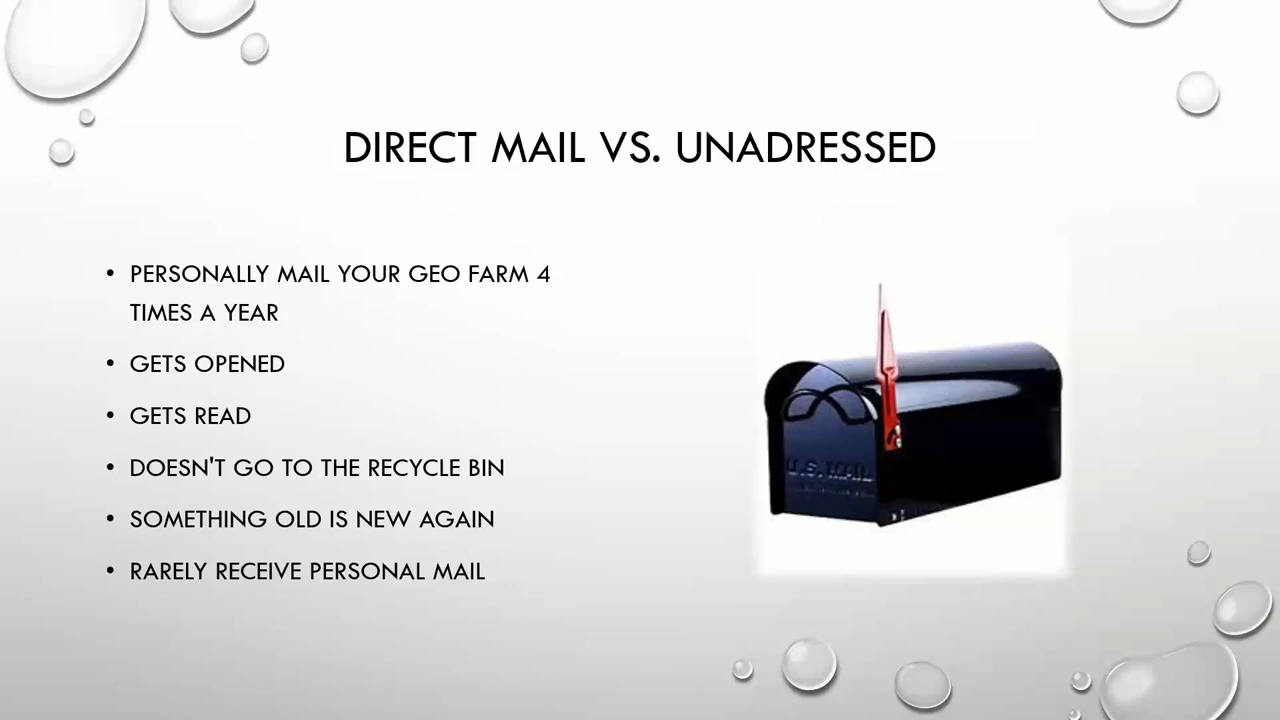 DIRECT MAIL VS. UNADRESSED
• PERSONALLY MAIL YOUR GEO FARM 4
TIMES A YEAR
• GETS OPENED
• GETS READ
• DOESN'T GO TO THE RECYCLE BIN
• SOMETHING OLD IS NEW AGAIN
• RARELY RECEIVE PERSONAL MAIL
U.S. MAIL